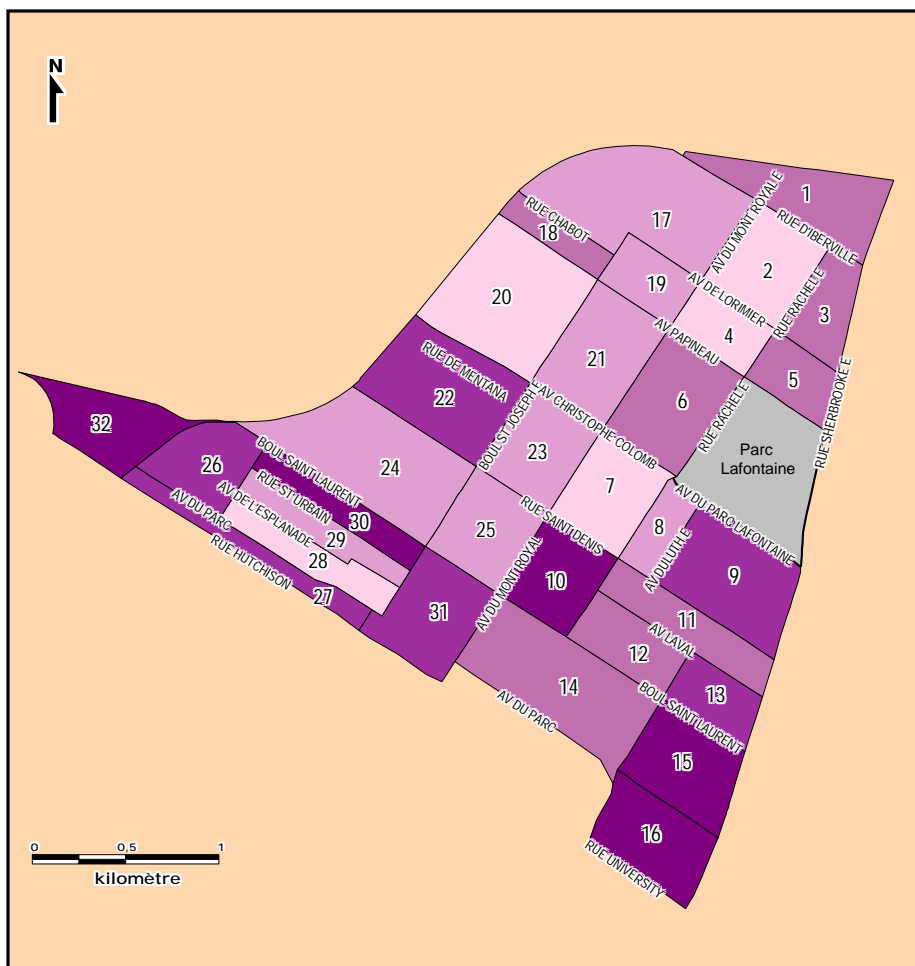 N
1
AV DU MONT ROYAL E
17
RUE CHABOT
18
RUE D'IBERVILLE
2
19
AV DE LORIMIER
RUE RACHEL E
3
20
AV PAPINEAU
4
21
5
RUE DE MENTANA
22
AV CHRISTOPHE COLOMB
6
RUE RACHEL E
RUE SHERBROOKE E
BOUL ST JOSEPH E
32
BOUL SAINT LAURENT
24
23
Parc
Lafontaine
26
RUE ST URBAIN
7
AV DU PARC LAFONTAINE
AV DE L'ESPLANADE
30
RUE SAINT DENIS
AV DU PARC
29
25
8
RUE HUTCHISON
28
AV DULUTH E
9
27
31
AV DU MONT ROYAL
10
11
AV LAVAL
12
14
13
AV DU PARC
BOUL SAINT LAURENT
15
16
RUE UNIVERSITY
0 0,5 1
kilomètre